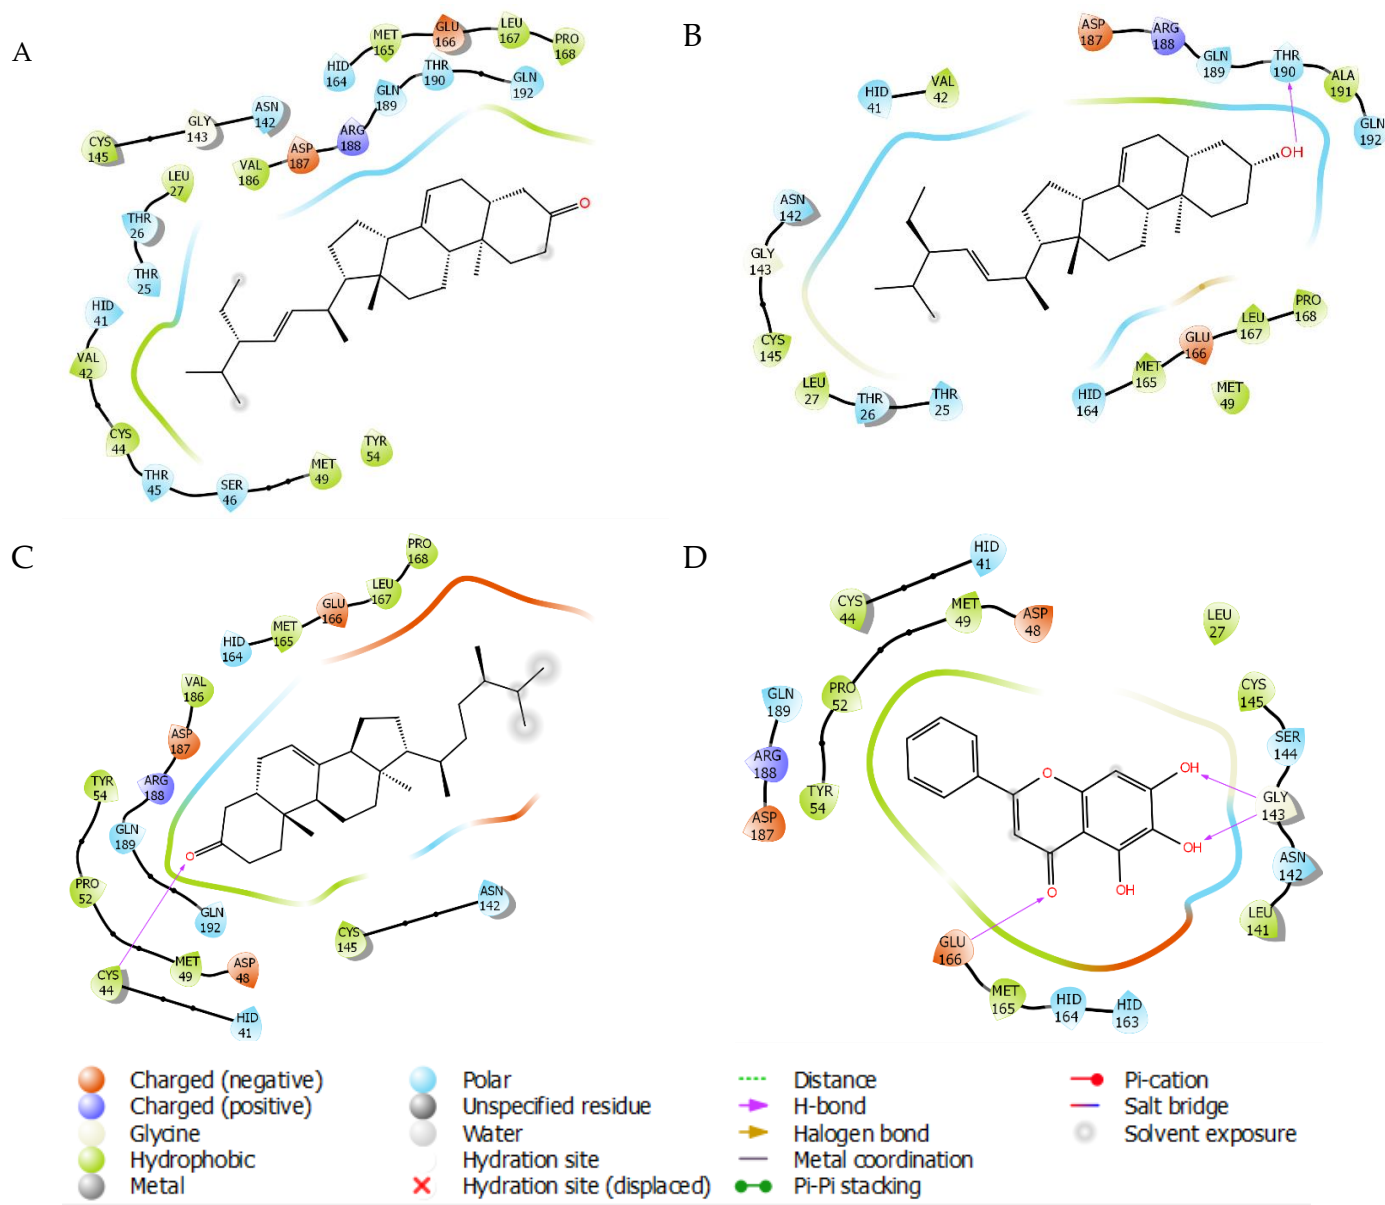 A
MET
165
GLU
166
LEU
167
PRO
168
HID
164
GLN
189
THR
190
GLN
192
CYS
145
GLY
143
ASN
142
VAL
186
ASP
187
ARG
188
LEU
27
THR
26
THR
25
HID
41
VAL
42
CYS
44
THR
45
SER
46
MET
49
TYR
54
O
B
ASP
187
ARG
188
GLN
189
THR
190
ALA
191
GLN
192
HID
41
VAL
42
OH
ASN
142
GLY
143
CYS
145
LEU
27
THR
26
THR
25
HID
164
MET
165
GLU
166
LEU
167
PRO
168
MET
49
C
PRO
168
LEU
167
GLU
166
MET
165
HID
164
VAL
186
ASP
187
ARG
188
GLN
189
GLN
192
TYR
54
PRO
52
MET
49
ASP
48
CYS
44
HID
41
CYS
145
ASN
142
O
D
HID
41
CYS
44
MET
49
ASP
48
PRO
52
TYR
54
GLN
189
ARG
188
ASP
187
LEU
27
CYS
145
SER
144
GLY
143
ASN
142
LEU
141
O
OH
OH
OH
O
GLU
166
MET
165
HID
164
HID
163
Charged (negative)
Charged (positive)
Glycine
Hydrophobic
Metal
Polar
Unspecified residue
Water
Hydration site
Hydration site (displaced)
Distance
H-bond
Halogen bond
Metal coordination
Pi-Pi stacking
Pi-cation
Salt bridge
Solvent exposure